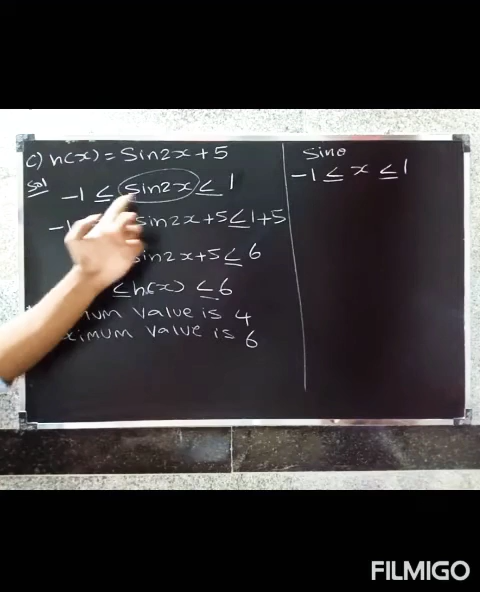 c) h(x) = Sin2x + 5
Sol
-1 ≤ Sin2x ≤ 1
-1 sin2x + 5 ≤ 1 + 5
sin2x + 5 ≤ 6
≤ h(x) ≤ 6
value is 4
value is 6
Sinθ
-1 ≤ x ≤ 1
FILMIGO